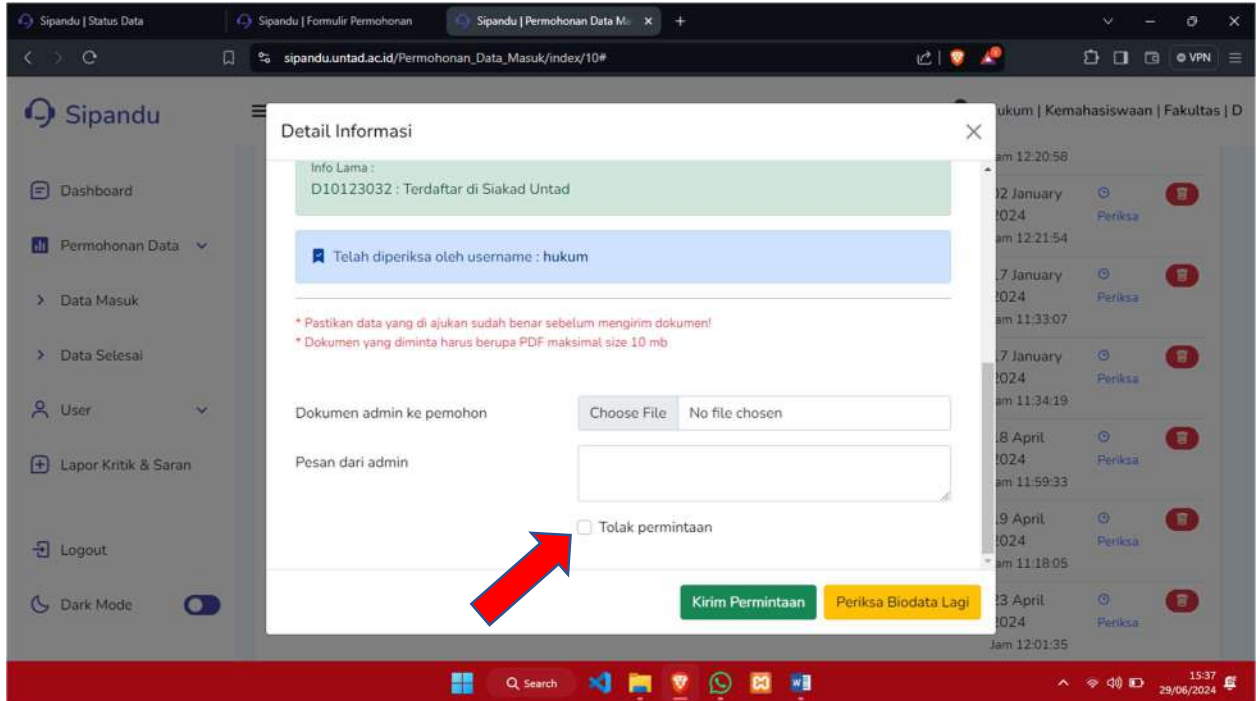 Sipandu | Status Data
Sipandu | Formulir Permohonan
Sipandu | Permohonan Data Ma
sipandu.untad.ac.id/Permohonan_Data_Masuk/index/10#
VPN
Sipandu
ukum | Kemahasiswaan | Fakultas | D
Dashboard
Permohonan Data
Data Masuk
Data Selesai
User
Lapor Kritik & Saran
Logout
Dark Mode
Detail Informasi
Info Lama :
D10123032 : Terdaftar di Siakad Untad
Telah diperiksa oleh username : hukum
* Pastikan data yang di ajukan sudah benar sebelum mengirim dokumen!
* Dokumen yang diminta harus berupa PDF maksimal size 10 mb
Dokumen admin ke pemohon
Choose File No file chosen
Pesan dari admin
Tolak permintaan
Kirim Permintaan
Periksa Biodata Lagi
am 12:20:58
02 January
2024
Periksa
am 12:21:54
17 January
2024
Periksa
am 11:33:07
17 January
2024
Periksa
am 11:34:19
18 April
2024
Periksa
am 11:59:33
19 April
2024
Periksa
am 11:18:05
23 April
2024
Periksa
Jam 12:01:35
Search
15:37
29/06/2024